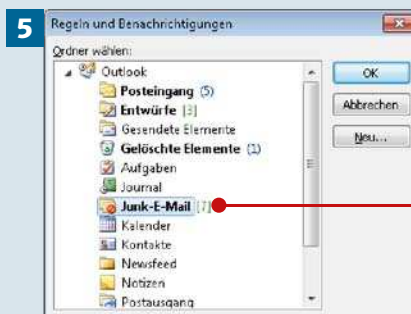 5
Regeln und Benachrichtigungen
Ordner wählen:
Outlook
Posteingang (5)
Entwürfe [3]
Gesendete Elemente
Gelöschte Elemente (1)
Aufgaben
Journal
Junk-E-Mail [7]
Kalender
Kontakte
Newsfeed
Notizen
Postausgang
OK
Abbrechen
Neu...